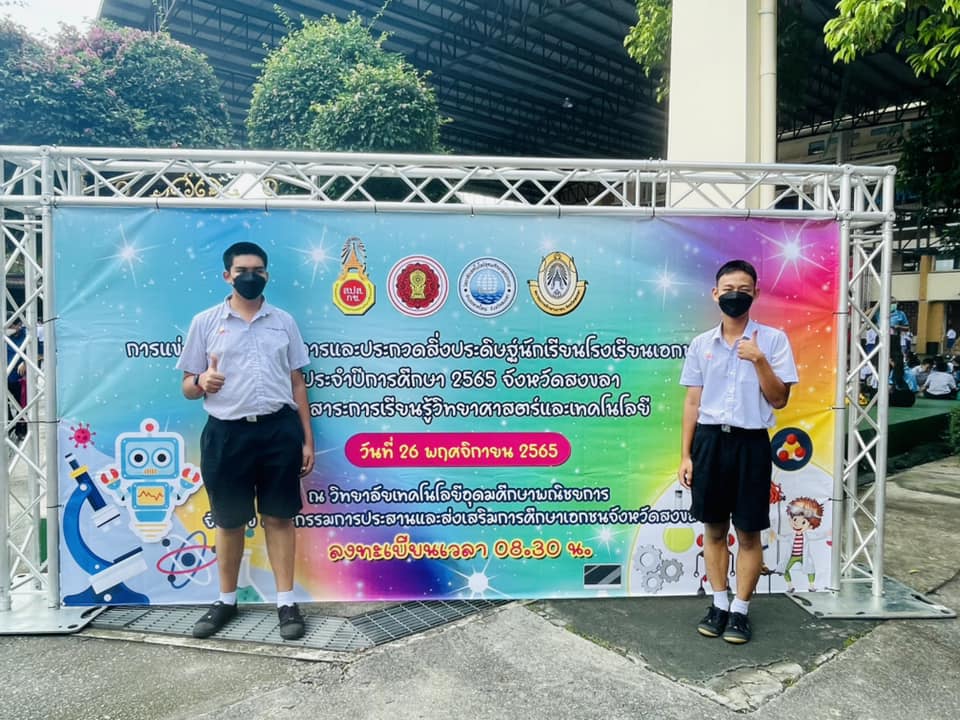 สปส.
กช.
การแข่ การและประกวดสิ่งประดิษฐ์นักเรียนโรงเรียนเอก
ประจำปีการศึกษา 2565 จังหวัดสงขลา
สาระการเรียนรู้วิทยาศาสตร์และเทคโนโลยี
วันที่ 26 พฤศจิกายน 2565
ณ วิทยาลัยเทคโนโลยีอุดมศึกษาพณิชยการ
กรรมการประสานและส่งเสริมการศึกษาเอกชนจังหวัดสงข
ลงทะเบียนเวลา 08.30 น.